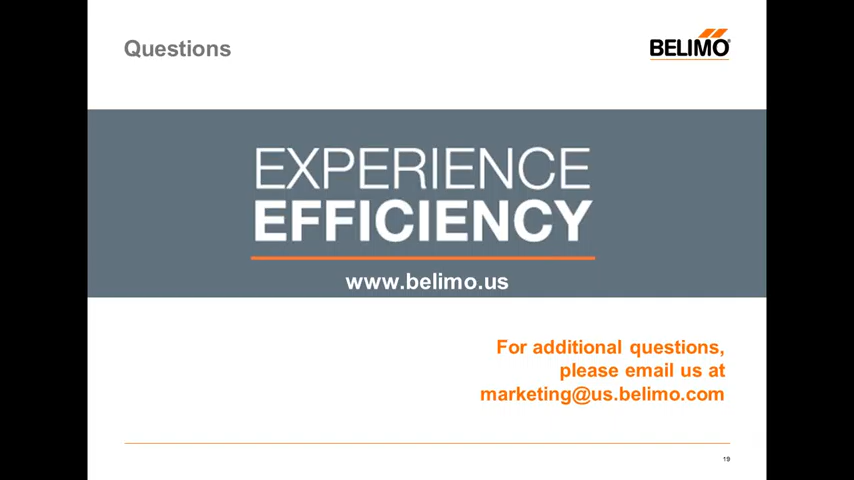 Questions
BELIMO®
EXPERIENCE
EFFICIENCY
www.belimo.us
For additional questions,
please email us at
marketing@us.belimo.com
19